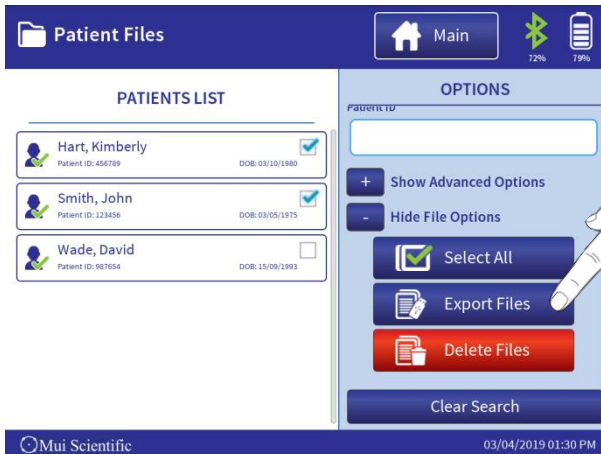 Patient Files
Main
72%
79%
PATIENTS LIST
Hart, Kimberly
Patient ID: 456789
DOB: 03/10/1980
Smith, John
Patient ID: 123456
DOB: 03/05/1975
Wade, David
Patient ID: 987654
DOB: 15/09/1993
OPTIONS
Patient ID
+ Show Advanced Options
- Hide File Options
Select All
Export Files
Delete Files
Clear Search
Mui Scientific
03/04/2019 01:30 PM